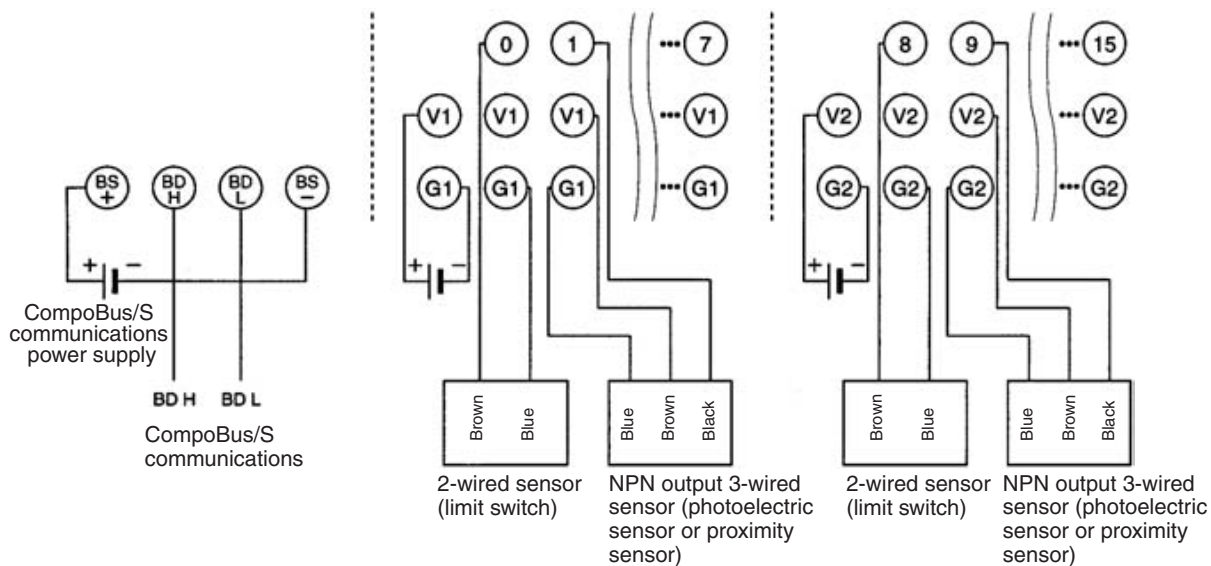 0 1 ••• 7 8 9 ••• 15
V1 V1 V1 ••• V1 V2 V2 V2 ••• V2
BS + BD H BD L BS – G1 G1 G1 ••• G1 G2 G2 G2 ••• G2
+ – + – + –
CompoBus/S
communications
power supply
BD H BD L
CompoBus/S
communications
Brown Blue Blue Brown Black Brown Blue Blue Brown Black
2-wired sensor
(limit switch)
NPN output 3-wired
sensor (photoelectric
sensor or proximity
sensor)
2-wired sensor
(limit switch)
NPN output 3-wired
sensor (photoelectric
sensor or proximity
sensor)